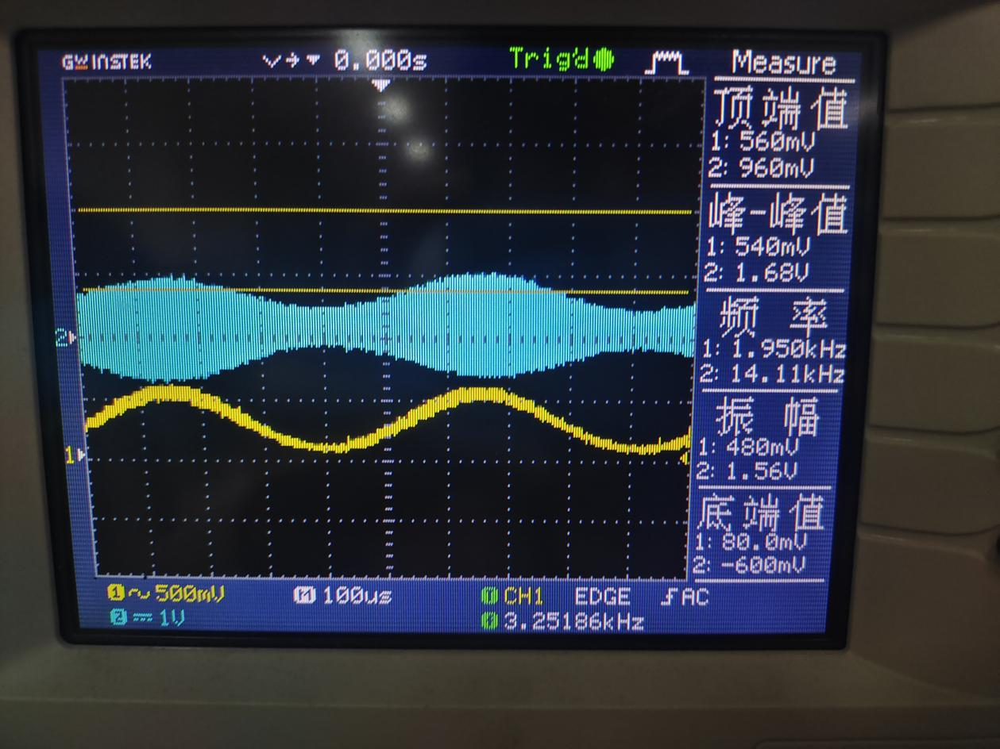 GWINSTEK 0.000s Trig'd Measure
顶端值
1: 560mV
2: 960mV
峰-峰值
1: 540mV
2: 1.68V
频 率
1: 1.950kHz
2: 14.11kHz
振 幅
1: 480mV
2: 1.56V
底端值
1: 80.0mV
2: -600mV
2
1
1 ~ 500mV M 100us T CH1 EDGE AC
2 1V F 3.25186kHz